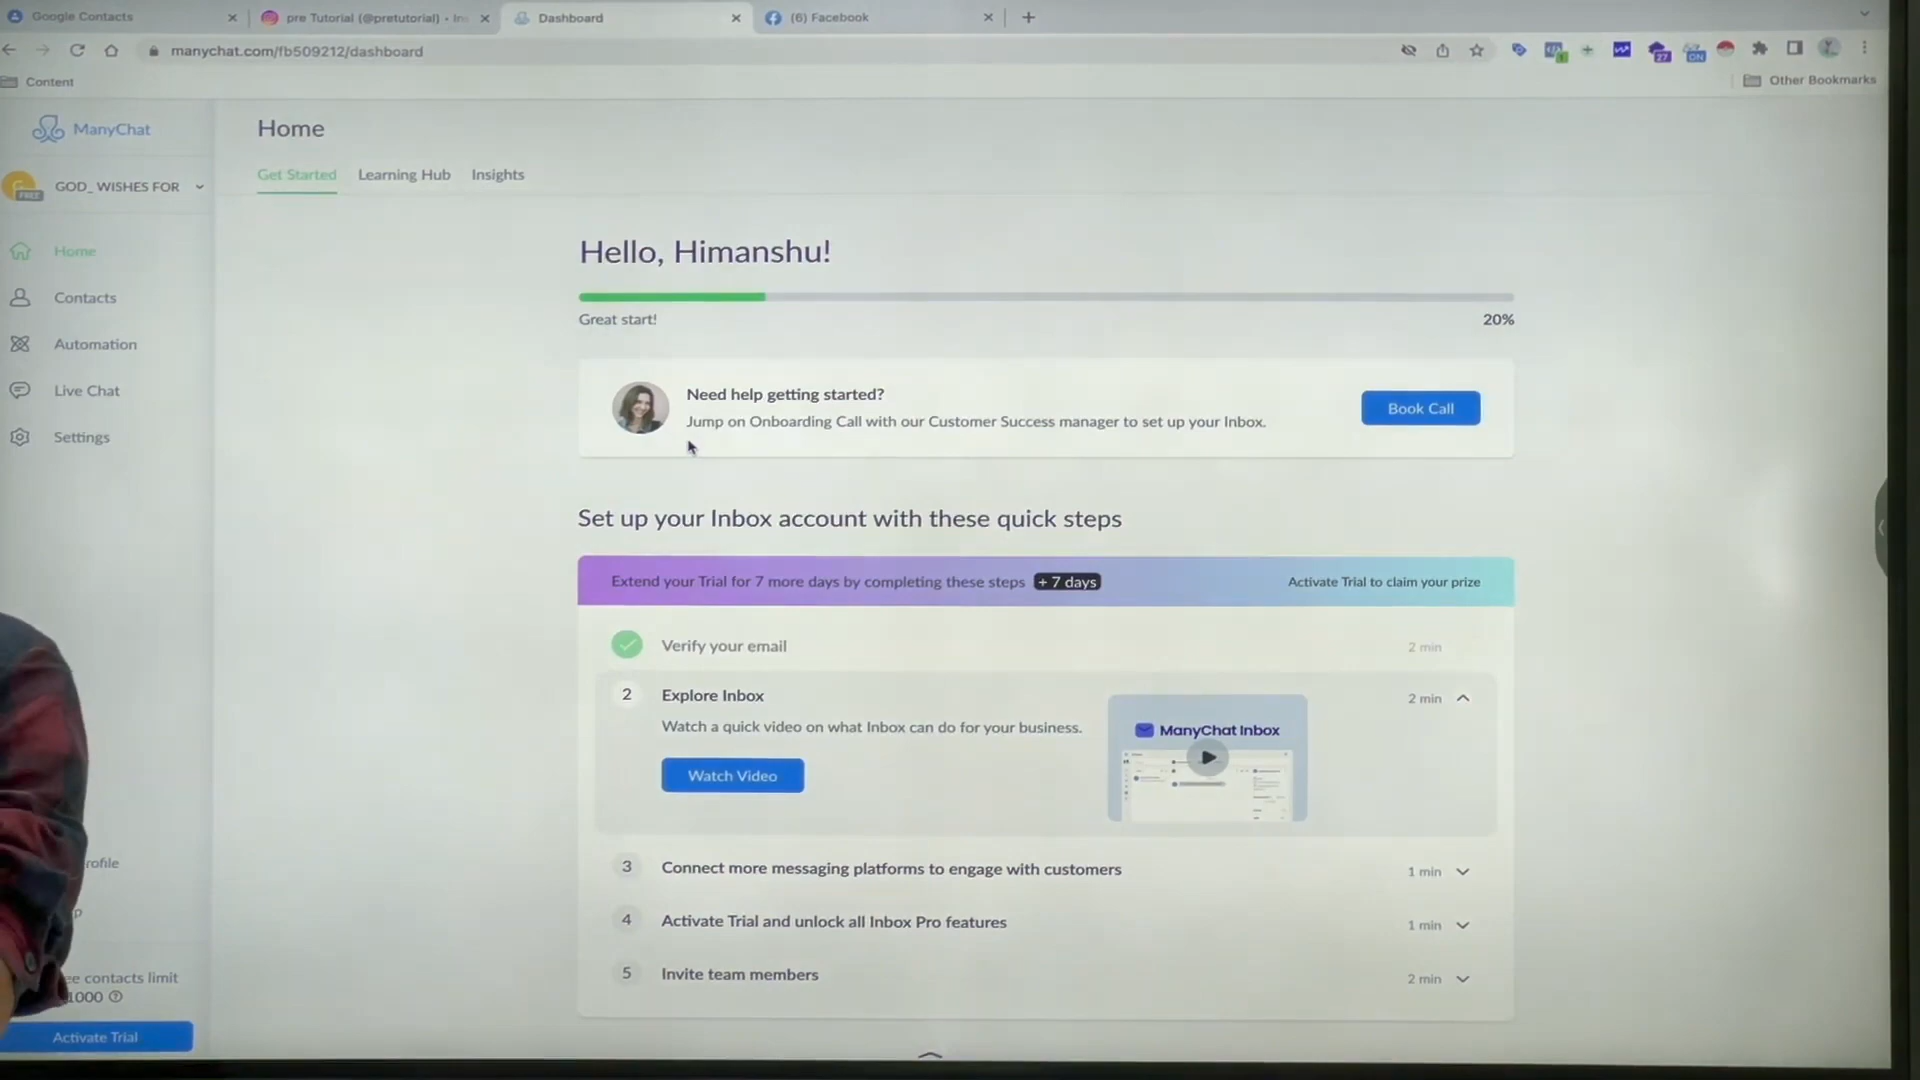 Google Contacts
pre Tutorial (@pretutorial) • Ins
Dashboard
(6) Facebook
manychat.com/fb509212/dashboard
27
ON
Content
Other Bookmarks
ManyChat
Home
GOD_ WISHES FOR
FREE
Get Started
Learning Hub
Insights
Home
Contacts
Automation
Live Chat
Settings
rofile
p
ee contacts limit
1000
Activate Trial
Hello, Himanshu!
Great start!
20%
Need help getting started?
Jump on Onboarding Call with our Customer Success manager to set up your Inbox.
Book Call
Set up your Inbox account with these quick steps
Extend your Trial for 7 more days by completing these steps + 7 days
Activate Trial to claim your prize
Verify your email
2 min
2
Explore Inbox
2 min
Watch a quick video on what Inbox can do for your business.
Watch Video
ManyChat Inbox
3
Connect more messaging platforms to engage with customers
1 min
4
Activate Trial and unlock all Inbox Pro features
1 min
5
Invite team members
2 min